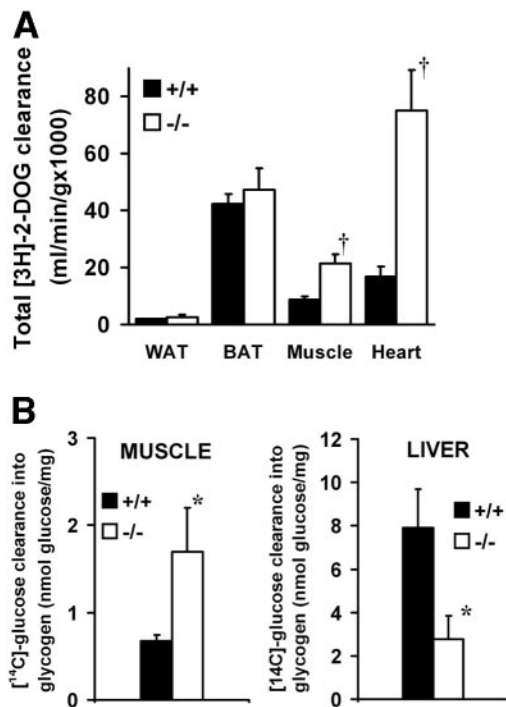 A
Total [3H]-2-DOG clearance
(ml/min/gx1000)
80
60
40
20
0
+/+
-/-
†
†
WAT BAT Muscle Heart
B
[¹⁴C]-glucose clearance into
glycogen (nmol glucose/mg)
3
2
1
0
MUSCLE
+/+
-/-
*
[14C]-glucose clearance into
glycogen (nmol glucose/mg)
12
10
8
6
4
2
0
LIVER
+/+
-/-
*